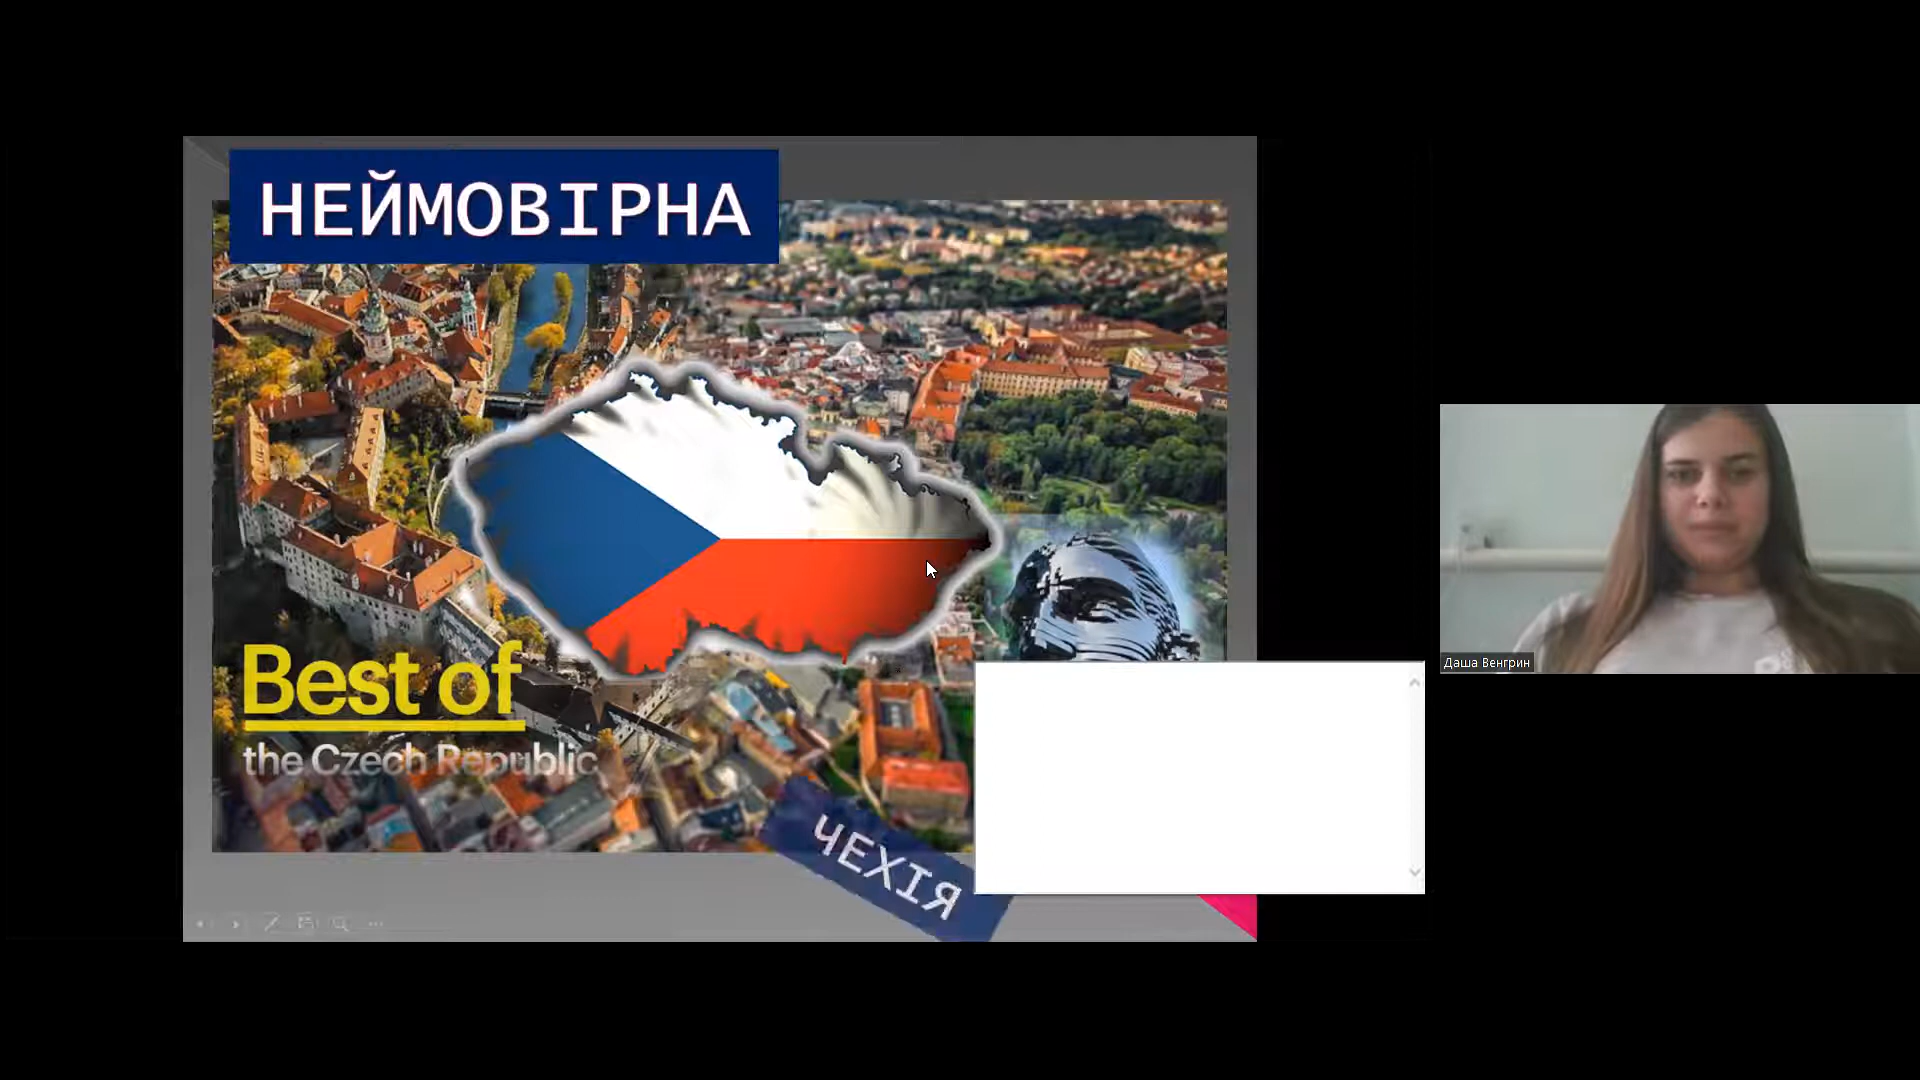 НЕЙМОВІРНА
Best of
the Czech Republic
ЧЕХІЯ
Даша Венгрин